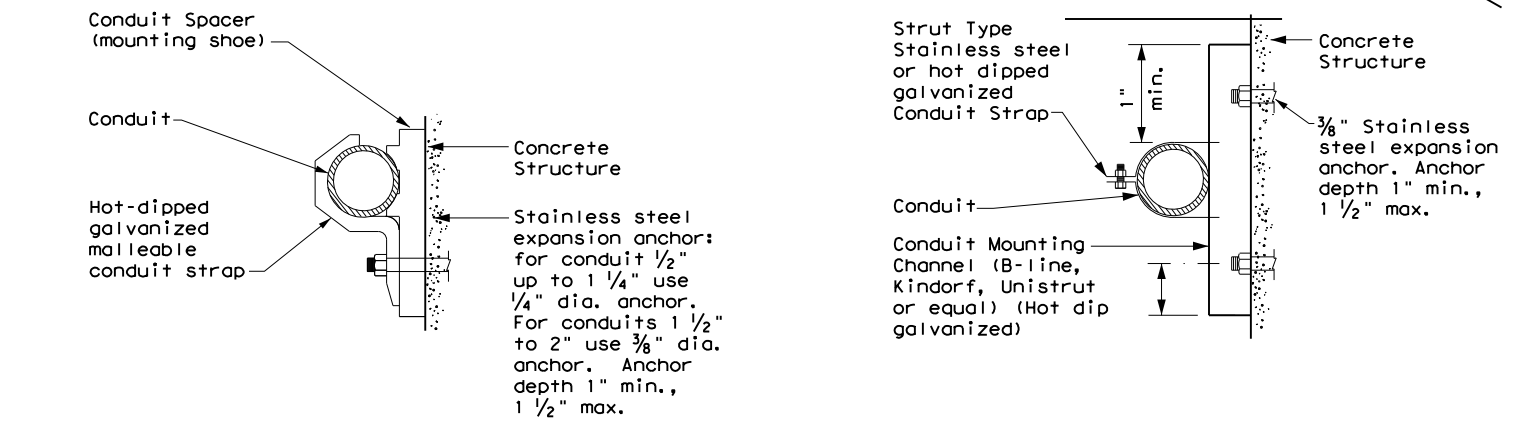 Conduit Spacer
(mounting shoe)
Conduit
Hot-dipped
galvanized
malleable
conduit strap
Concrete
Structure
Stainless steel
expansion anchor:
for conduit 1/2"
up to 1 1/4" use
1/4" dia. anchor.
For conduits 1 1/2"
to 2" use 3/8" dia.
anchor. Anchor
depth 1" min.,
1 1/2" max.
Strut Type
Stainless steel
or hot dipped
galvanized
Conduit Strap
1"
min.
Conduit
Conduit Mounting
Channel (B-line,
Kindorf, Unistrut
or equal) (Hot dip
galvanized)
Concrete
Structure
3/8" Stainless
steel expansion
anchor. Anchor
depth 1" min.,
1 1/2" max.